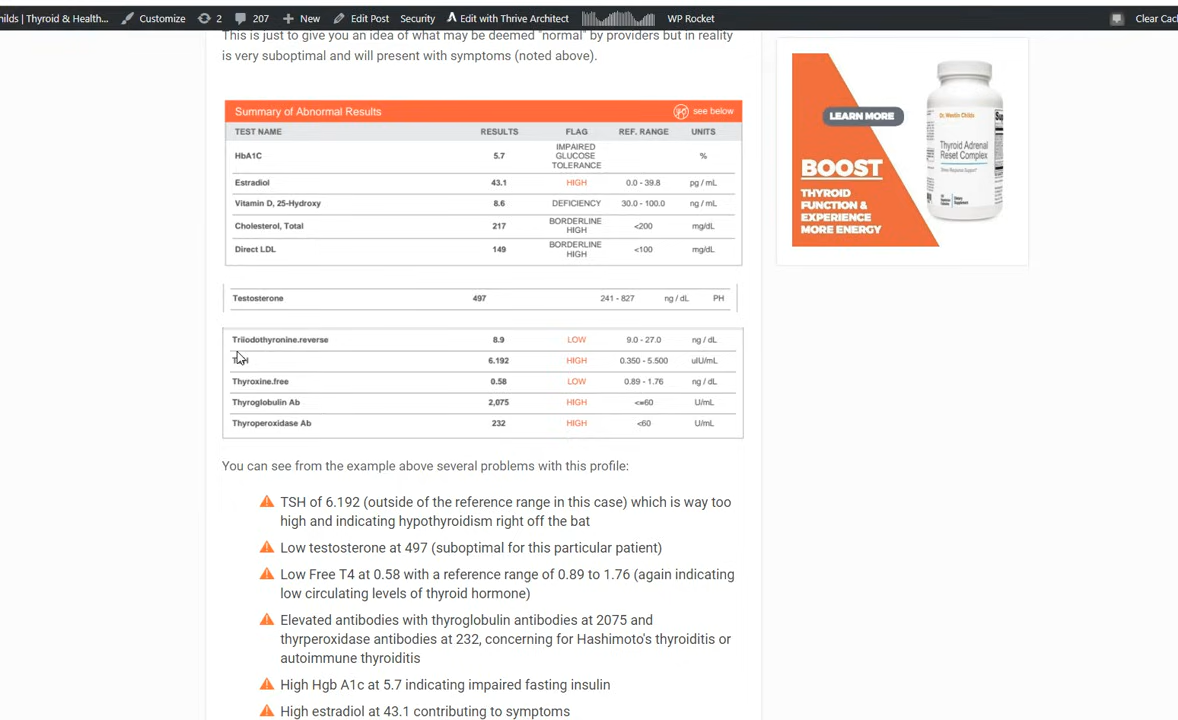 hilds | Thyroid & Health...
Customize
2
207
New
Edit Post
Security
Edit with Thrive Architect
WP Rocket
Clear Cac
This is just to give you an idea of what may be deemed "normal" by providers but in reality
is very suboptimal and will present with symptoms (noted above).
Summary of Abnormal Results
see below
TEST NAME RESULTS FLAG REF. RANGE UNITS
HbA1C 5.7 IMPAIRED GLUCOSE TOLERANCE %
Estradiol 43.1 HIGH 0.0 - 39.8 pg / mL
Vitamin D, 25-Hydroxy 8.6 DEFICIENCY 30.0 - 100.0 ng / mL
Cholesterol, Total 217 BORDERLINE HIGH <200 mg/dL
Direct LDL 149 BORDERLINE HIGH <100 mg/dL
Testosterone 497 241 - 827 ng / dL PH
Triiodothyronine.reverse 8.9 LOW 9.0 - 27.0 ng / dL
TSH 6.192 HIGH 0.350 - 5.500 uIU/mL
Thyroxine.free 0.58 LOW 0.89 - 1.76 ng / dL
Thyroglobulin Ab 2,075 HIGH <=60 U/mL
Thyroperoxidase Ab 232 HIGH <60 U/mL
You can see from the example above several problems with this profile:
TSH of 6.192 (outside of the reference range in this case) which is way too
high and indicating hypothyroidism right off the bat
Low testosterone at 497 (suboptimal for this particular patient)
Low Free T4 at 0.58 with a reference range of 0.89 to 1.76 (again indicating
low circulating levels of thyroid hormone)
Elevated antibodies with thyroglobulin antibodies at 2075 and
thyrperoxidase antibodies at 232, concerning for Hashimoto's thyroiditis or
autoimmune thyroiditis
High Hgb A1c at 5.7 indicating impaired fasting insulin
High estradiol at 43.1 contributing to symptoms
LEARN MORE
BOOST
THYROID
FUNCTION &
EXPERIENCE
MORE ENERGY
Dr. Westin Childs
Thyroid Adrenal
Reset Complex